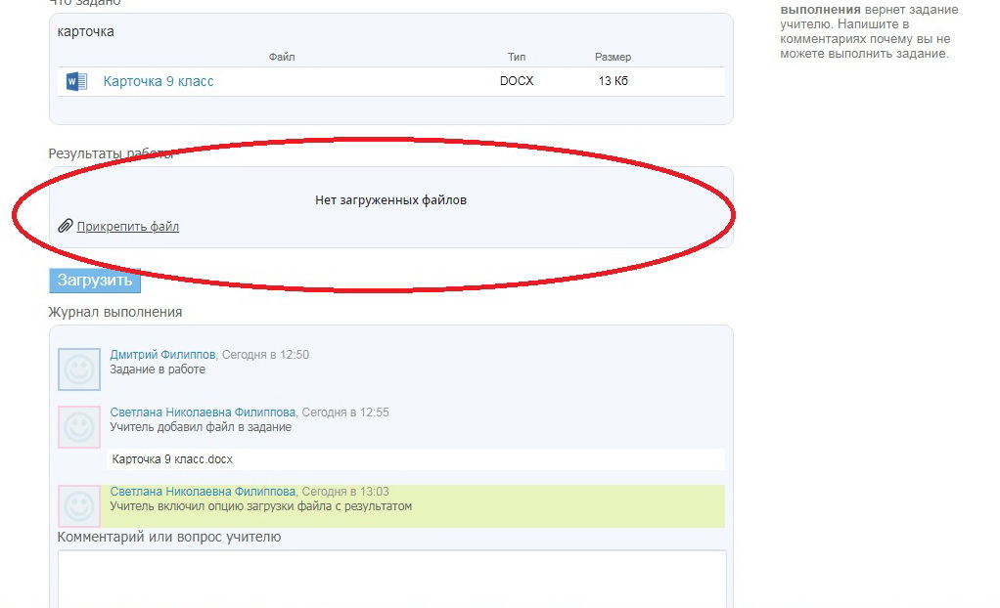 Что задано
выполнения вернет задание
учителю. Напишите в
комментариях почему вы не
можете выполнить задание.
карточка
Файл Тип Размер
W Карточка 9 класс DOCX 13 Кб
Результаты работы
Нет загруженных файлов
Прикрепить файл
Загрузить
Журнал выполнения
Дмитрий Филиппов, Сегодня в 12:50
Задание в работе
Светлана Николаевна Филиппова, Сегодня в 12:55
Учитель добавил файл в задание
Карточка 9 класс.docx
Светлана Николаевна Филиппова, Сегодня в 13:03
Учитель включил опцию загрузки файла с результатом
Комментарий или вопрос учителю